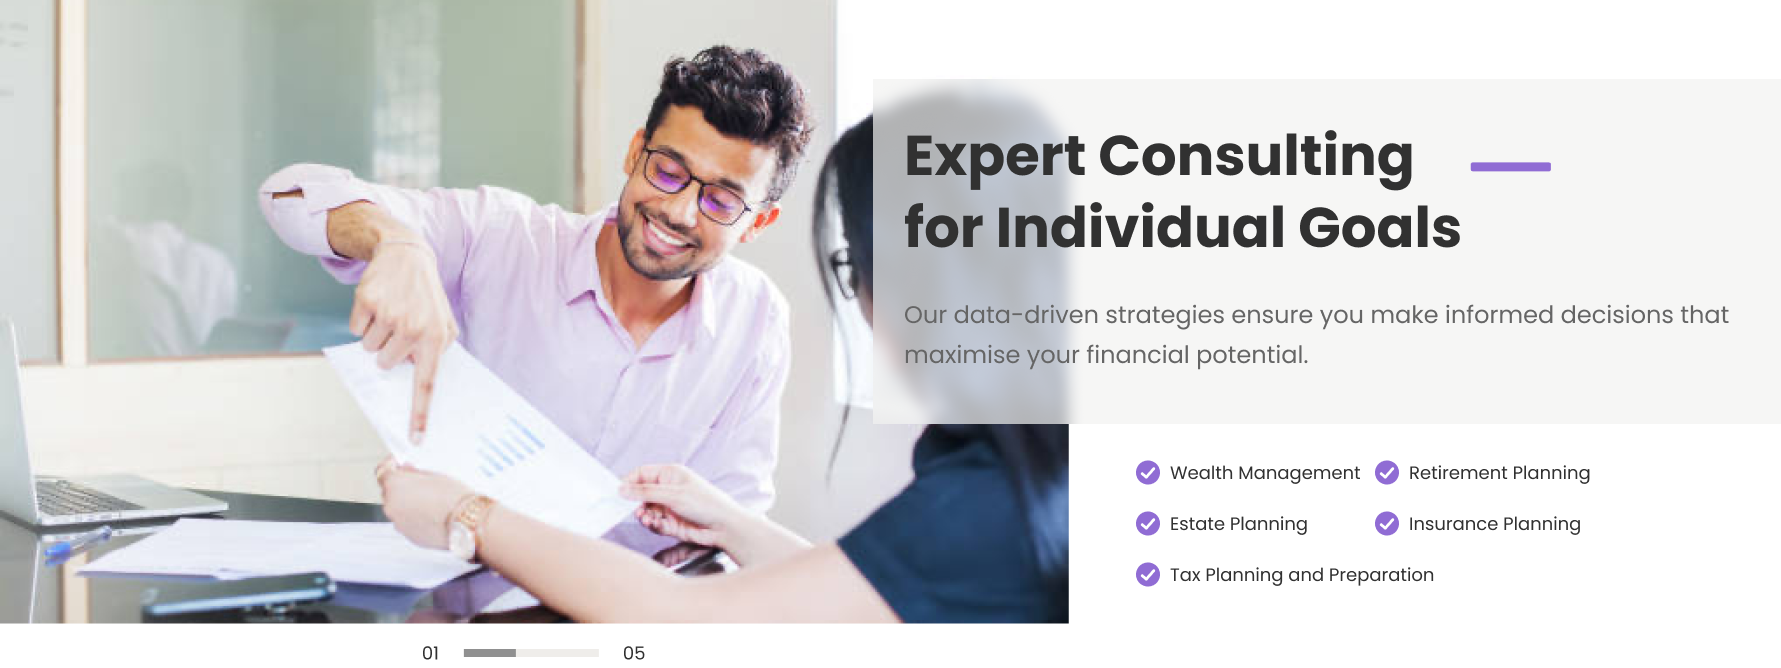 Expert Consulting
for Individual Goals
Our data-driven strategies ensure you make informed decisions that
maximise your financial potential.
Wealth Management Retirement Planning
Estate Planning Insurance Planning
Tax Planning and Preparation
01 05